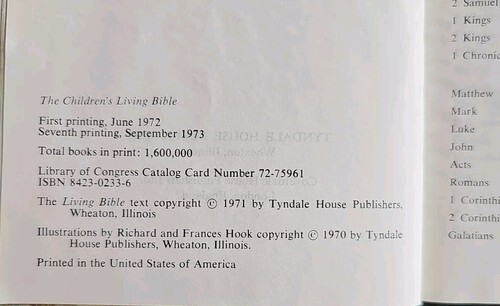 The Children's Living Bible
First printing, June 1972
Seventh printing, September 1973
Total books in print: 1,600,000
Library of Congress Catalog Card Number 72-75961
ISBN 8423-0233-6
The Living Bible text copyright © 1971 by Tyndale House Publishers,
Wheaton, Illinois
Illustrations by Richard and Frances Hook copyright © 1970 by Tyndale
House Publishers, Wheaton, Illinois.
Printed in the United States of America
2 Samuel
1 Kings
2 Kings
1 Chronic
Matthew
Mark
Luke
John
Acts
Romans
1 Corinthi
2 Corinthi
Galatians